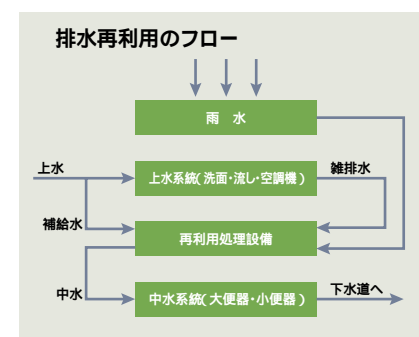 排水再利用のフロー
雨 水
上水
上水系統(洗面・流し・空調機)
雑排水
補給水
再利用処理設備
中水
中水系統(大便器・小便器)
下水道へ